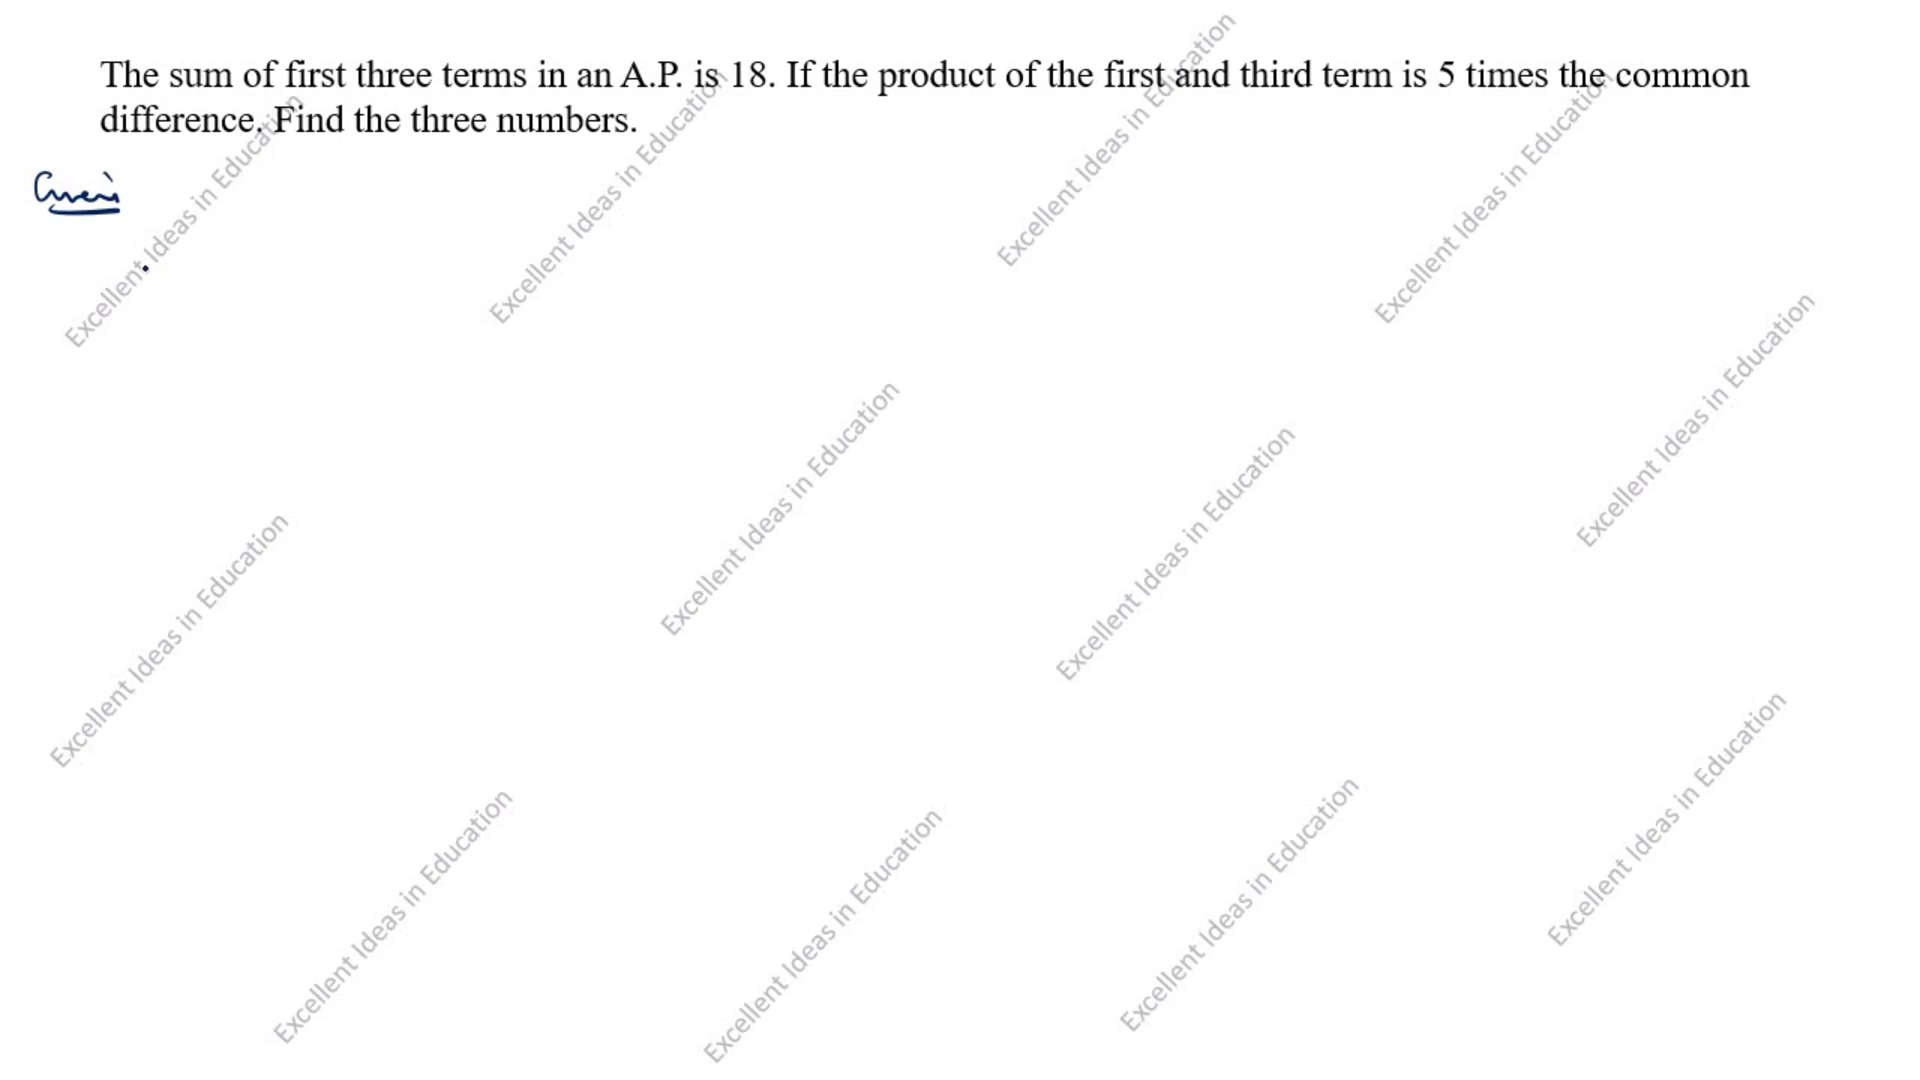 The sum of first three terms in an A.P. is 18. If the product of the first and third term is 5 times the common
difference. Find the three numbers.
Given
Excellent Ideas in Education
Excellent Ideas in Education
Excellent Ideas in Education
Excellent Ideas in Education
Excellent Ideas in Education
Excellent Ideas in Education
Excellent Ideas in Education
Excellent Ideas in Education
Excellent Ideas in Education
Excellent Ideas in Education
Excellent Ideas in Education
Excellent Ideas in Education